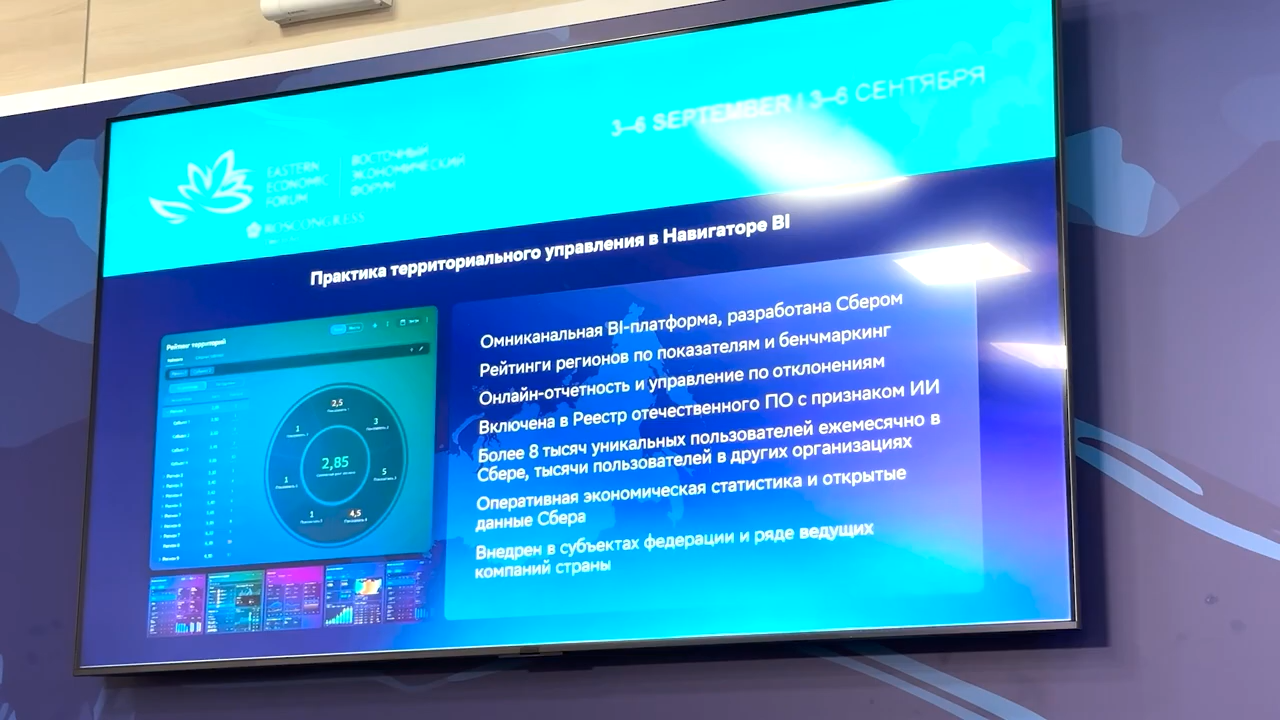 3–6 SEPTEMBER | 3–6 СЕНТЯБРЯ
EASTERN
ECONOMIC
FORUM
ВОСТОЧНЫЙ
ЭКОНОМИЧЕСКИЙ
ФОРУМ
ROSCONGRESS
Практика территориального управления в Навигаторе BI
Рейтинг территорий
2,5
3
5
4,5
1
1
1
2,85
Омниканальная BI-платформа, разработана Сбером
Рейтинги регионов по показателям и бенчмаркинг
Онлайн-отчетность и управление по отклонениям
Включена в Реестр отечественного ПО с признаком ИИ
Более 8 тысяч уникальных пользователей ежемесячно в
Сбере, тысячи пользователей в других организациях
Оперативная экономическая статистика и открытые
данные Сбера
Внедрен в субъектах федерации и ряде ведущих
компаний страны